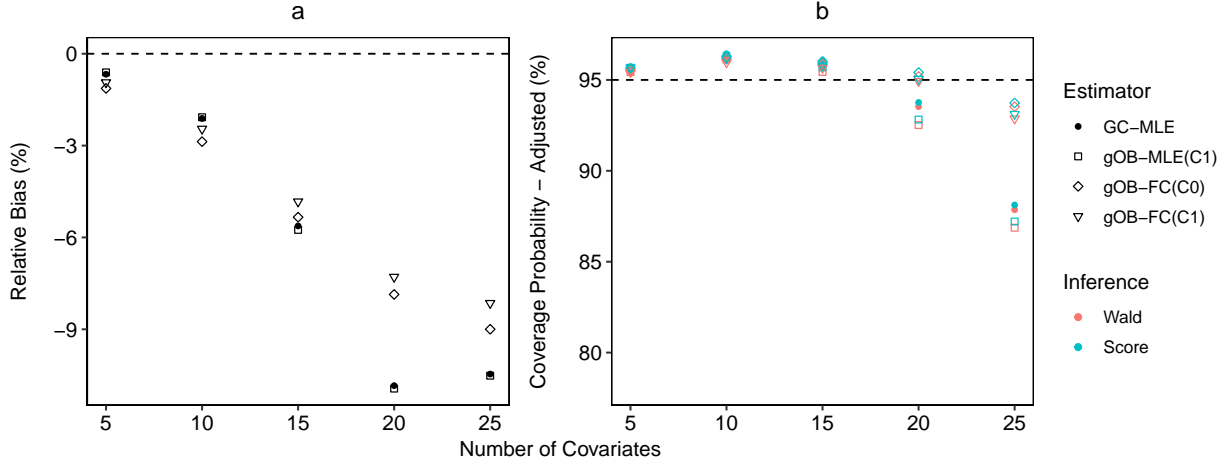 a
b
Relative Bias (%)
0
−3
−6
−9
5
10
15
20
25
Coverage Probability − Adjusted (%)
95
90
85
80
5
10
15
20
25
Number of Covariates
Estimator
GC−MLE
gOB−MLE(C1)
gOB−FC(C0)
gOB−FC(C1)
Inference
Wald
Score